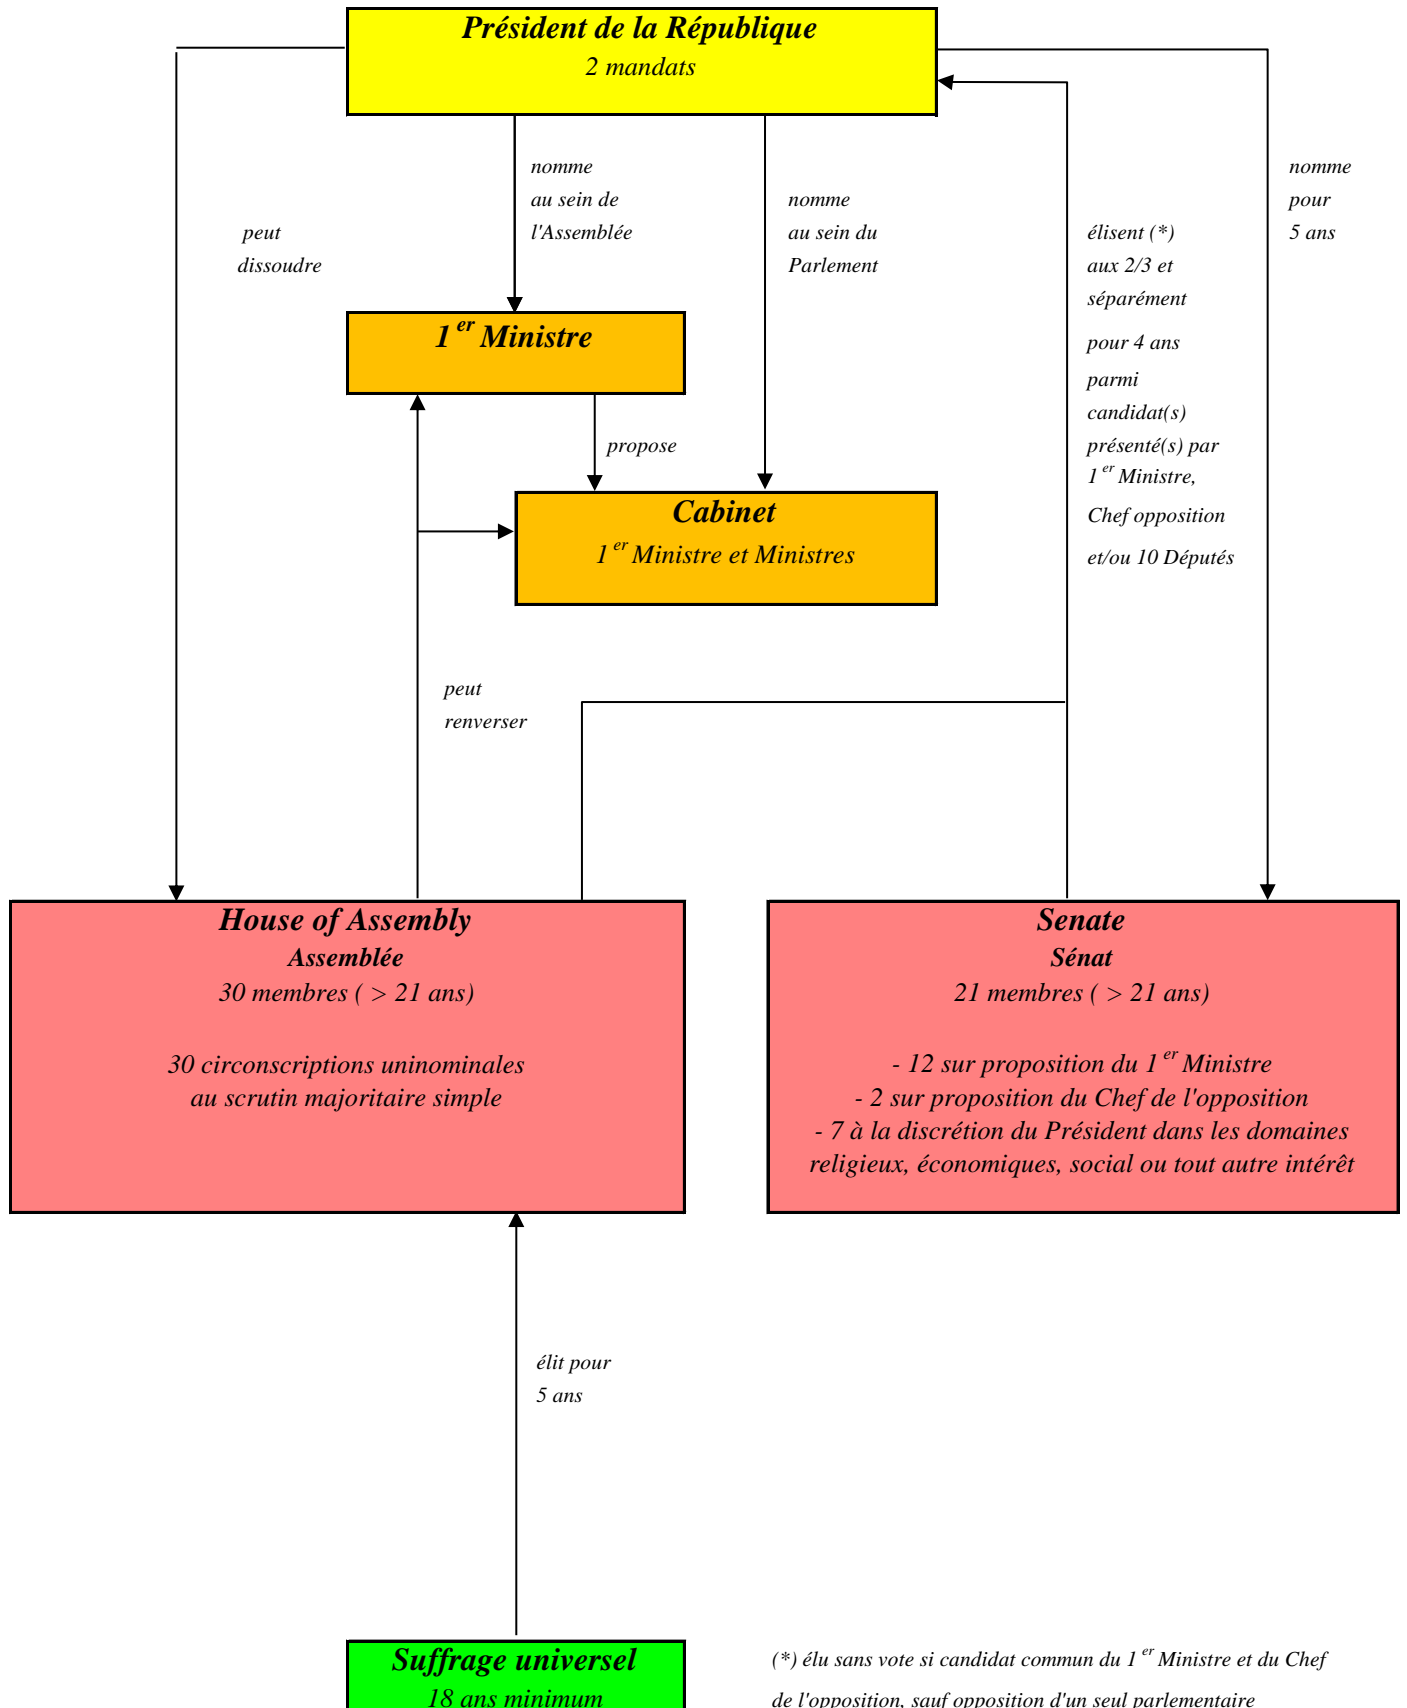 Président de la République
2 mandats
peut
dissoudre
nomme
au sein de
l'Assemblée
nomme
au sein du
Parlement
élisent (*)
aux 2/3 et
séparément
pour 4 ans
parmi
candidat(s)
présenté(s) par
1 er Ministre,
Chef opposition
et/ou 10 Députés
nomme
pour
5 ans
1 er Ministre
propose
Cabinet
1 er Ministre et Ministres
peut
renverser
House of Assembly
Assemblée
30 membres ( > 21 ans)
30 circonscriptions uninominales
au scrutin majoritaire simple
Senate
Sénat
21 membres ( > 21 ans)
- 12 sur proposition du 1 er Ministre
- 2 sur proposition du Chef de l'opposition
- 7 à la discrétion du Président dans les domaines
religieux, économiques, social ou tout autre intérêt
élit pour
5 ans
Suffrage universel
18 ans minimum
(*) élu sans vote si candidat commun du 1 er Ministre et du Chef
de l'opposition, sauf opposition d'un seul parlementaire